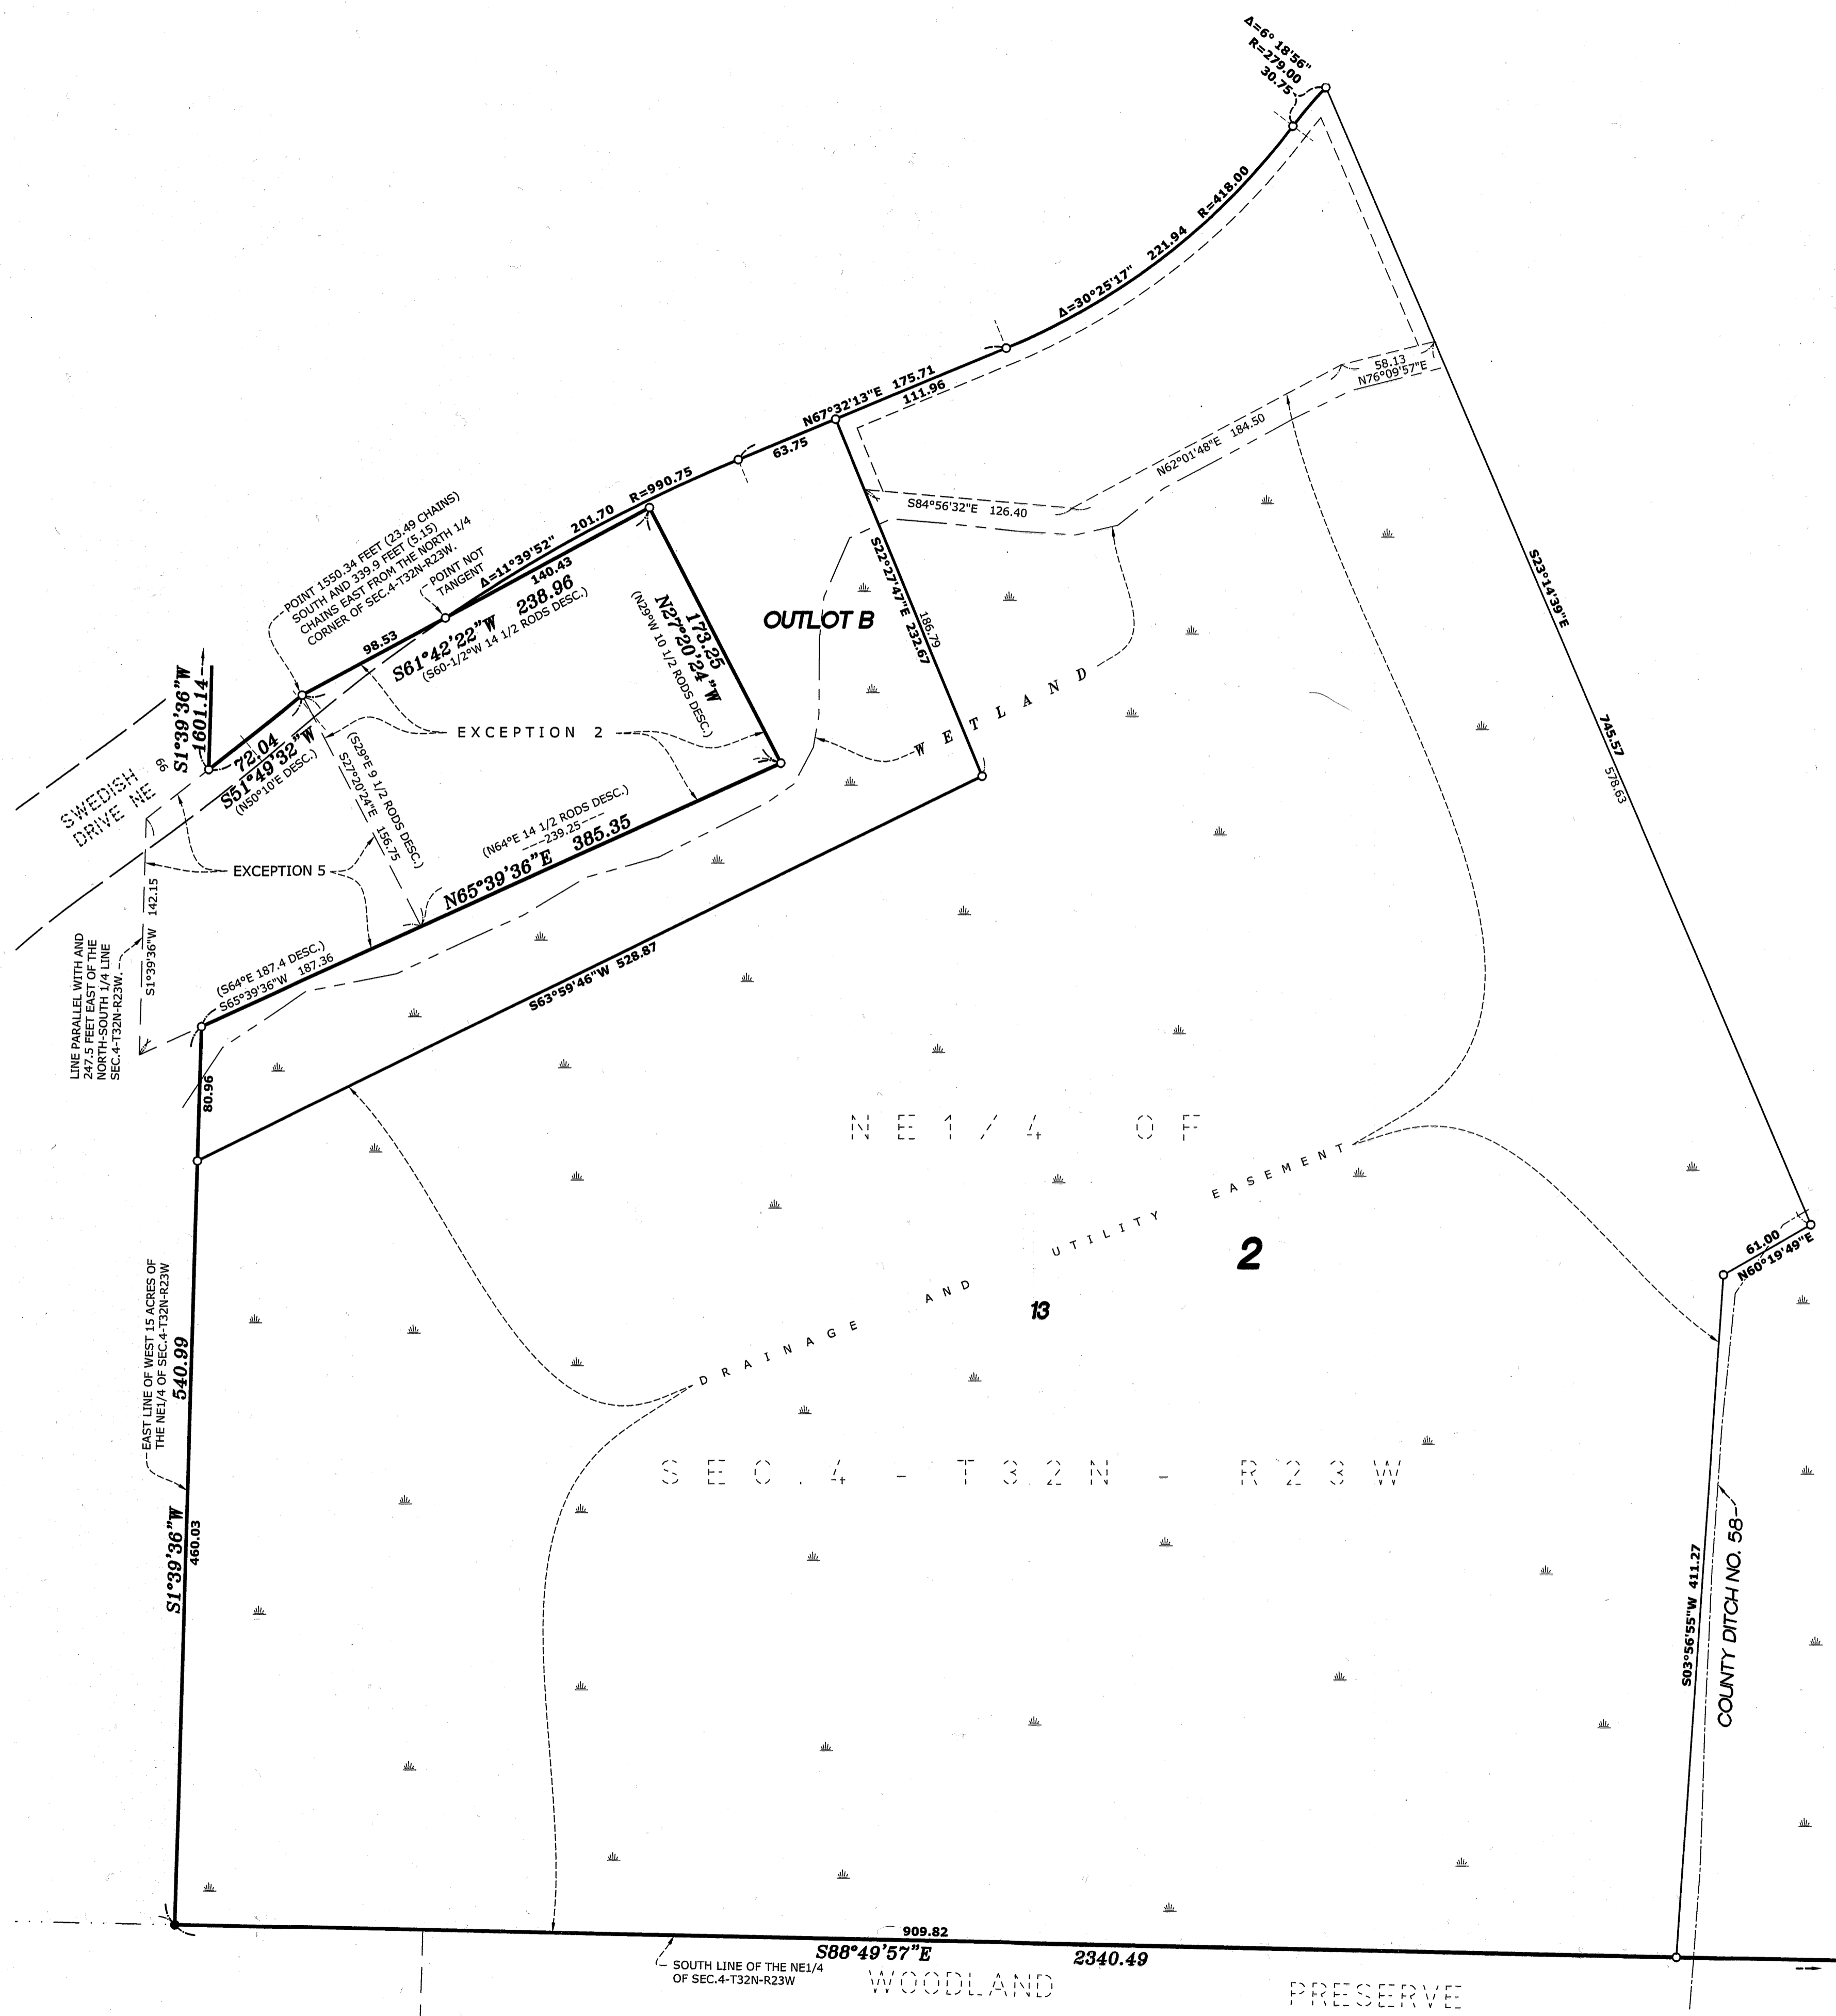 Δ=6° 18'56"
R=279.00
30.75
Δ=30°25'17" 221.94 R=418.00
N67°32'13"E 175.71
111.96
63.75
58.13
N76°09'57"E
N62°01'48"E 184.50
S84°56'32"E 126.40
S23°14'39"E
745.57
578.63
POINT 1550.34 FEET (23.49 CHAINS)
SOUTH AND 339.9 FEET (5.15)
CHAINS EAST FROM THE NORTH 1/4
CORNER OF SEC.4-T32N-R23W.
POINT NOT
TANGENT
Δ=11°39'52" 201.70 R=990.75
140.43
98.53
S61°42'22"W 238.96
(S60-1/2°W 14 1/2 RODS DESC.)
173.25
N27°20'24"W
(N29°W 10 1/2 RODS DESC.)
OUTLOT B
S22°27'47"E 232.67
186.79
WETLAND
S1°39'36"W
1601.14
72.04
S51°49'32"W
(N50°10'E DESC.)
66
SWEDISH
DRIVE NE
EXCEPTION 2
(S29°E 9 1/2 RODS DESC.)
S27°20'24"E 156.75
EXCEPTION 5
(N64°E 14 1/2 RODS DESC.)
239.25
N65°39'36"E 385.35
(S64°E 187.4 DESC.)
S65°39'36"W 187.36
S1°39'36"W 142.15
LINE PARALLEL WITH AND
247.5 FEET EAST OF THE
NORTH-SOUTH 1/4 LINE
SEC.4-T32N-R23W.
S63°59'46"W 528.87
80.96
NE1/4 OF
DRAINAGE AND UTILITY EASEMENT
2
13
61.00
N60°19'49"E
EAST LINE OF WEST 15 ACRES OF
THE NE1/4 OF SEC.4-T32N-R23W
540.99
S1°39'36"W
460.03
SEC.4-T32N-R23W
S03°56'55"W 411.27
COUNTY DITCH NO. 58
909.82
S88°49'57"E 2340.49
SOUTH LINE OF THE NE1/4
OF SEC.4-T32N-R23W
WOODLAND PRESERVE